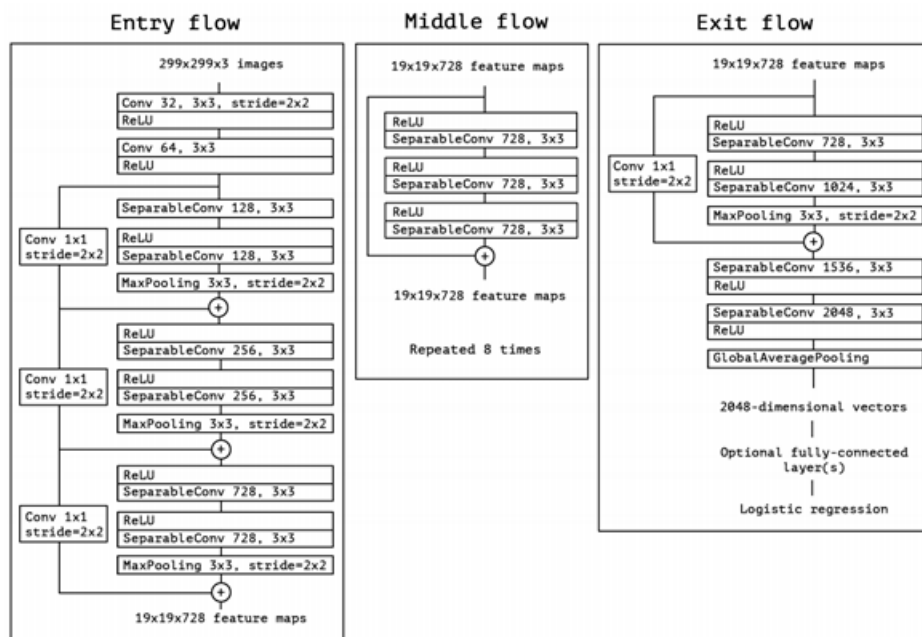 Entry flow
299x299x3 images
Conv 32, 3x3, stride=2x2
ReLU
Conv 64, 3x3
ReLU
SeparableConv 128, 3x3
Conv 1x1
stride=2x2
ReLU
SeparableConv 128, 3x3
MaxPooling 3x3, stride=2x2
+
ReLU
SeparableConv 256, 3x3
Conv 1x1
stride=2x2
ReLU
SeparableConv 256, 3x3
MaxPooling 3x3, stride=2x2
+
ReLU
SeparableConv 728, 3x3
Conv 1x1
stride=2x2
ReLU
SeparableConv 728, 3x3
MaxPooling 3x3, stride=2x2
+
19x19x728 feature maps
Middle flow
19x19x728 feature maps
ReLU
SeparableConv 728, 3x3
ReLU
SeparableConv 728, 3x3
ReLU
SeparableConv 728, 3x3
+
19x19x728 feature maps
Repeated 8 times
Exit flow
19x19x728 feature maps
ReLU
SeparableConv 728, 3x3
Conv 1x1
stride=2x2
ReLU
SeparableConv 1024, 3x3
MaxPooling 3x3, stride=2x2
+
SeparableConv 1536, 3x3
ReLU
SeparableConv 2048, 3x3
ReLU
GlobalAveragePooling
2048-dimensional vectors
Optional fully-connected
layer(s)
Logistic regression